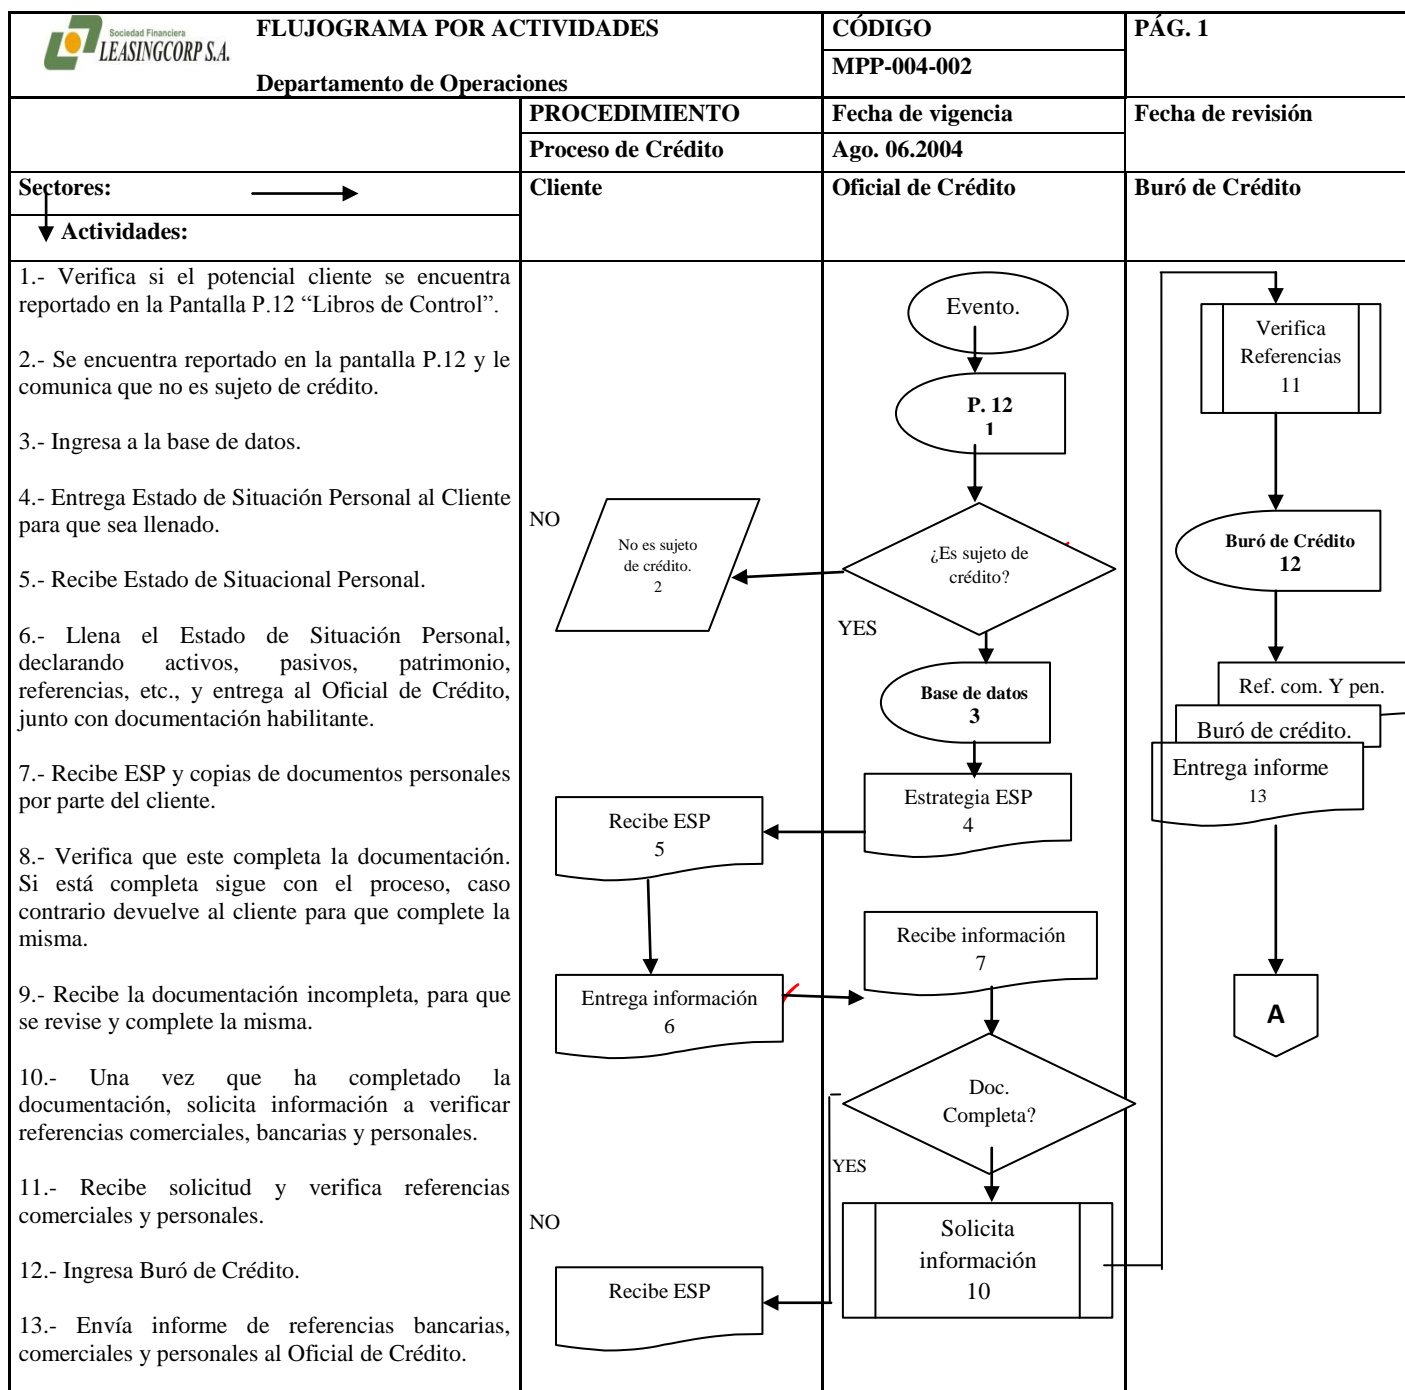 Sociedad Financiera
LEASINGCORP S.A.
FLUJOGRAMA POR ACTIVIDADES
Departamento de Operaciones
CÓDIGO
MPP-004-002
PÁG. 1
PROCEDIMIENTO
Proceso de Crédito
Fecha de vigencia
Ago. 06.2004
Fecha de revisión
Sectores:
Actividades:
Cliente
Oficial de Crédito
Buró de Crédito
1.- Verifica si el potencial cliente se encuentra
reportado en la Pantalla P.12 “Libros de Control”.
2.- Se encuentra reportado en la pantalla P.12 y le
comunica que no es sujeto de crédito.
3.- Ingresa a la base de datos.
4.- Entrega Estado de Situación Personal al Cliente
para que sea llenado.
5.- Recibe Estado de Situacional Personal.
6.- Llena el Estado de Situación Personal,
declarando activos, pasivos, patrimonio,
referencias, etc., y entrega al Oficial de Crédito,
junto con documentación habilitante.
7.- Recibe ESP y copias de documentos personales
por parte del cliente.
8.- Verifica que este completa la documentación.
Si está completa sigue con el proceso, caso
contrario devuelve al cliente para que complete la
misma.
9.- Recibe la documentación incompleta, para que
se revise y complete la misma.
10.- Una vez que ha completado la
documentación, solicita información a verificar
referencias comerciales, bancarias y personales.
11.- Recibe solicitud y verifica referencias
comerciales y personales.
12.- Ingresa Buró de Crédito.
13.- Envía informe de referencias bancarias,
comerciales y personales al Oficial de Crédito.
NO
No es sujeto
de crédito.
2
Recibe ESP
5
Entrega información
6
NO
Recibe ESP
Evento.
P. 12
1
¿Es sujeto de
crédito?
YES
Base de datos
3
Estrategia ESP
4
Recibe información
7
Doc.
Completa?
YES
Solicita
información
10
Verifica
Referencias
11
Buró de Crédito
12
Ref. com. Y pen.
Buró de crédito.
Entrega informe
13
A